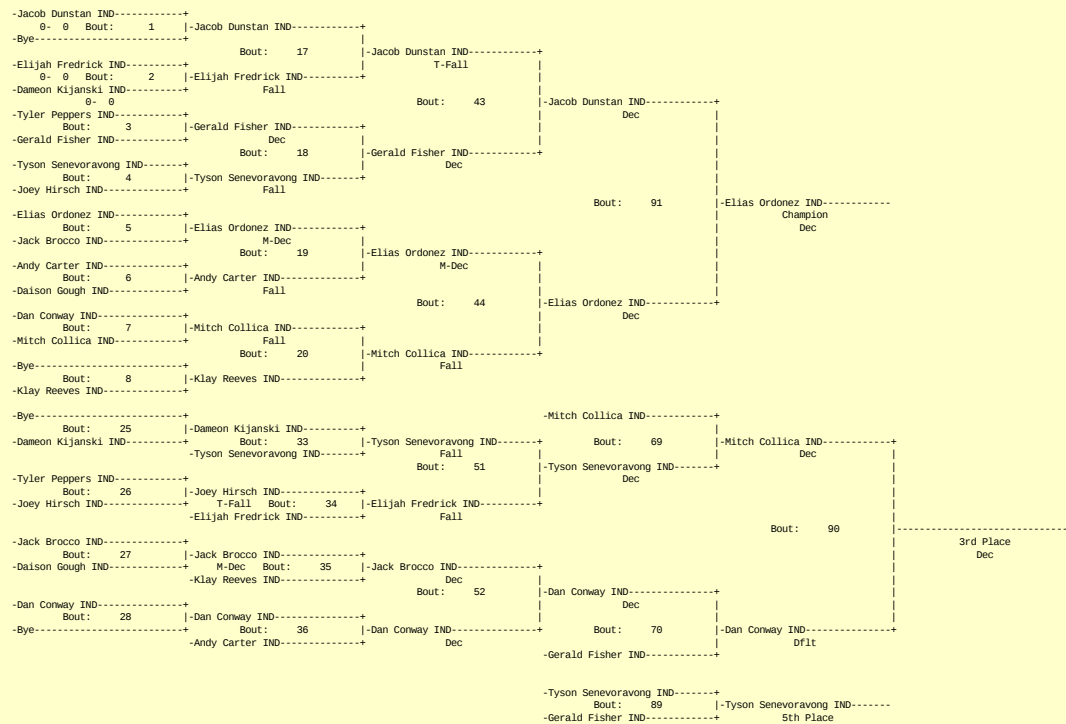 -Jacob Dunstan IND-----------+
0- 0 Bout: 1 |-Jacob Dunstan IND-----------+
-Bye-------------------------+ |
Bout: 17 |-Jacob Dunstan IND-----------+
-Elijah Fredrick IND---------+ | T-Fall |
0- 0 Bout: 2 |-Elijah Fredrick IND---------+ |
-Dameon Kijanski IND---------+ Fall |
0- 0 Bout: 43 |-Jacob Dunstan IND-----------+
-Tyler Peppers IND-----------+ | Dec |
Bout: 3 |-Gerald Fisher IND-----------+ | |
-Gerald Fisher IND-----------+ Dec | | |
Bout: 18 |-Gerald Fisher IND-----------+ |
-Tyson Senevoravong IND------+ | Dec |
Bout: 4 |-Tyson Senevoravong IND------+ |
-Joey Hirsch IND-------------+ Fall |
Bout: 91 |-Elias Ordonez IND-----------
-Elias Ordonez IND-----------+ | Champion
Bout: 5 |-Elias Ordonez IND-----------+ | Dec
-Jack Brocco IND-------------+ M-Dec | |
Bout: 19 |-Elias Ordonez IND-----------+ |
-Andy Carter IND-------------+ | M-Dec | |
Bout: 6 |-Andy Carter IND-------------+ | |
-Daison Gough IND------------+ Fall | |
Bout: 44 |-Elias Ordonez IND-----------+
-Dan Conway IND--------------+ | Dec
Bout: 7 |-Mitch Collica IND-----------+ |
-Mitch Collica IND-----------+ Fall | |
Bout: 20 |-Mitch Collica IND-----------+
-Bye-------------------------+ | Fall
Bout: 8 |-Klay Reeves IND-------------+
-Klay Reeves IND-------------+
-Bye-------------------------+ -Mitch Collica IND-----------+
Bout: 25 |-Dameon Kijanski IND---------+ |
-Dameon Kijanski IND---------+ Bout: 33 |-Tyson Senevoravong IND------+ Bout: 69 |-Mitch Collica IND-----------+
-Tyson Senevoravong IND------+ Fall | | Dec |
Bout: 51 |-Tyson Senevoravong IND------+ |
-Tyler Peppers IND-----------+ | Dec |
Bout: 26 |-Joey Hirsch IND-------------+ | |
-Joey Hirsch IND-------------+ T-Fall Bout: 34 |-Elijah Fredrick IND---------+ |
-Elijah Fredrick IND---------+ Fall |
Bout: 90 |----------------------------
-Jack Brocco IND-------------+ | 3rd Place
Bout: 27 |-Jack Brocco IND-------------+ | Dec
-Daison Gough IND------------+ M-Dec Bout: 35 |-Jack Brocco IND-------------+ |
-Klay Reeves IND-------------+ Dec | |
Bout: 52 |-Dan Conway IND--------------+ |
-Dan Conway IND--------------+ | Dec | |
Bout: 28 |-Dan Conway IND--------------+ | | |
-Bye-------------------------+ Bout: 36 |-Dan Conway IND--------------+ Bout: 70 |-Dan Conway IND--------------+
-Andy Carter IND-------------+ Dec | Dflt
-Gerald Fisher IND-----------+
-Tyson Senevoravong IND------+
Bout: 89 |-Tyson Senevoravong IND------
-Gerald Fisher IND-----------+ 5th Place